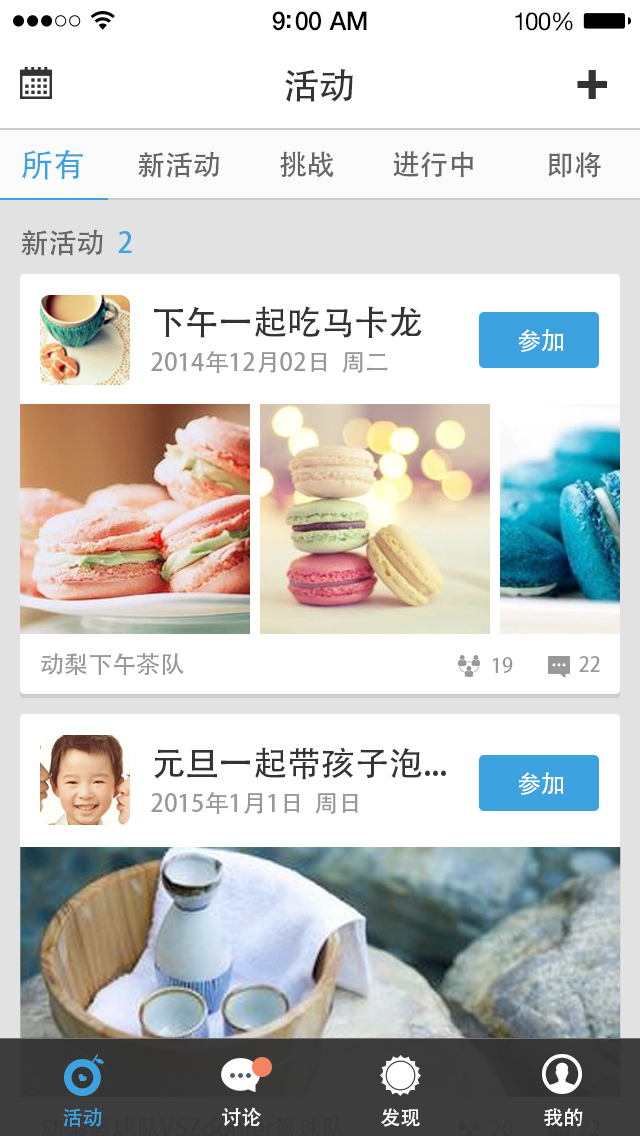 9:00 AM 100%
活动
所有 新活动 挑战 进行中 即将
新活动 2
下午一起吃马卡龙
2014年12月02日 周二
参加
动梨下午茶队 19 22
元旦一起带孩子泡...
2015年1月1日 周日
参加
活动 讨论 发现 我的